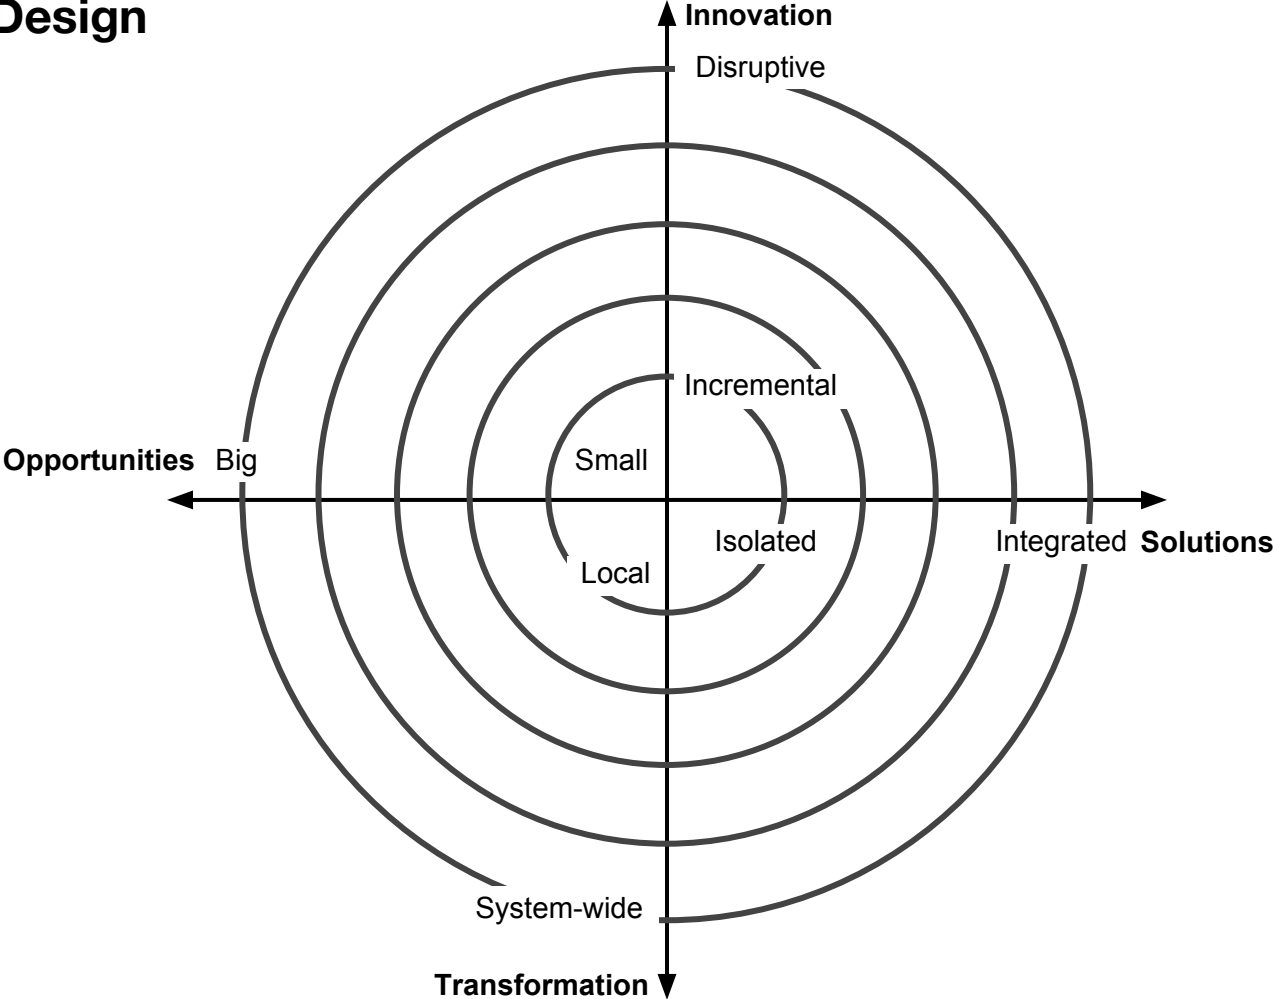 Design
Innovation
Disruptive
Incremental
Opportunities Big
Small
Isolated
Integrated Solutions
Local
System-wide
Transformation